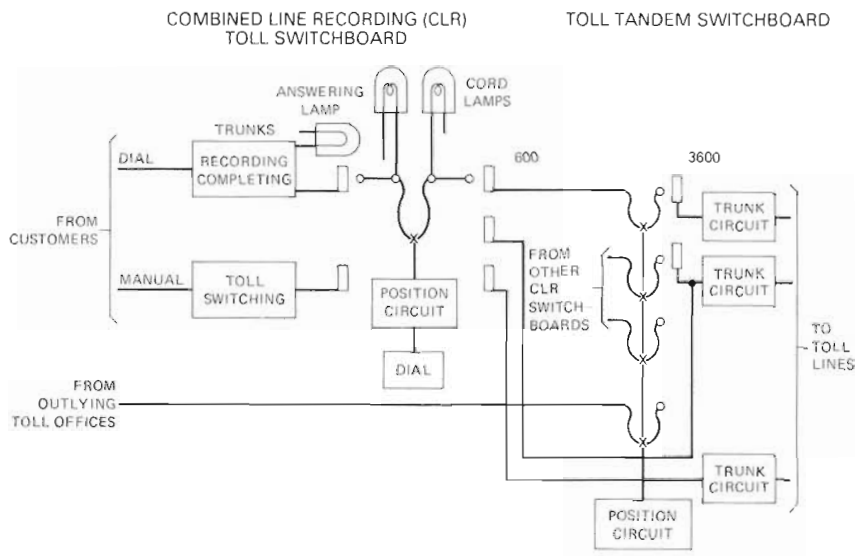 COMBINED LINE RECORDING (CLR)
TOLL SWITCHBOARD
TOLL TANDEM SWITCHBOARD
ANSWERING
LAMP
CORD
LAMPS
TRUNKS
DIAL
RECORDING
COMPLETING
600
3600
TRUNK
CIRCUIT
FROM
CUSTOMERS
MANUAL
TOLL
SWITCHING
POSITION
CIRCUIT
DIAL
FROM
OTHER
CLR
SWITCH-
BOARDS
TRUNK
CIRCUIT
TO
TOLL
LINES
FROM
OUTLYING
TOLL OFFICES
TRUNK
CIRCUIT
POSITION
CIRCUIT